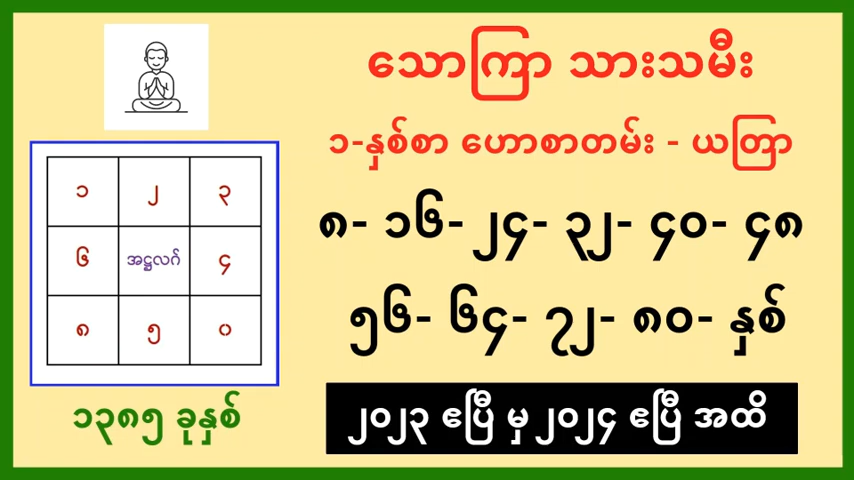 သောကြာ သားသမီး
၁-နှစ်စာ ဟောစာတမ်း - ယတြာ
၈- ၁၆- ၂၄- ၃၂- ၄၀- ၄၈
၅၆- ၆၄- ၇၂- ၈၀- နှစ်
၁ ၂ ၃
၆ အဋ္ဌလဂ် ၄
၈ ၅ ၀
၁၃၈၅ ခုနှစ်
၂၀၂၃ ဧပြီ မှ ၂၀၂၄ ဧပြီ အထိ